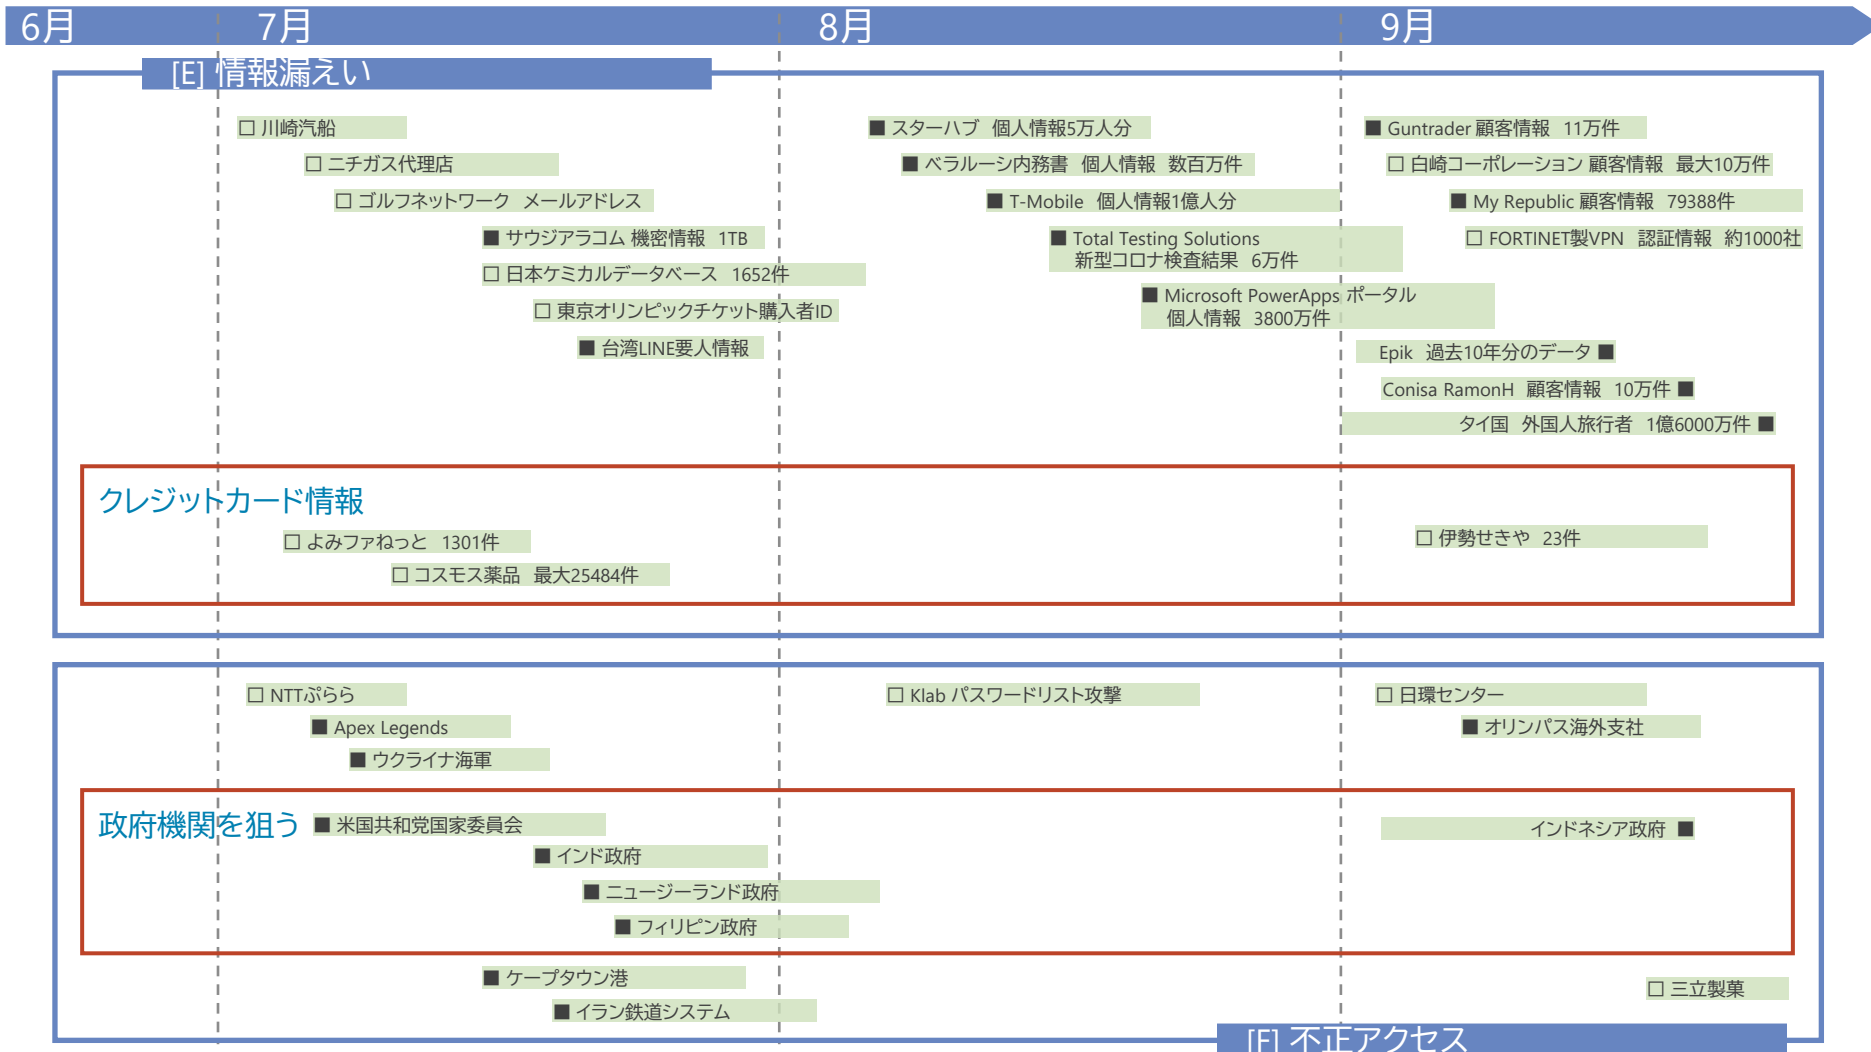 6月 7月 8月 9月
[E] 情報漏えい
□ 川崎汽船
□ ニチガス代理店
□ ゴルフネットワーク メールアドレス
■ サウジアラコム 機密情報 1TB
□ 日本ケミカルデータベース 1652件
□ 東京オリンピックチケット購入者ID
■ 台湾LINE要人情報
■ スターハブ 個人情報5万人分
■ ベラルーシ内務書 個人情報 数百万件
■ T-Mobile 個人情報1億人分
■ Total Testing Solutions
新型コロナ検査結果 6万件
■ Microsoft PowerApps ポータル
個人情報 3800万件
■ Guntrader 顧客情報 11万件
□ 白崎コーポレーション 顧客情報 最大10万件
■ My Republic 顧客情報 79388件
□ FORTINET製VPN 認証情報 約1000社
Epik 過去10年分のデータ ■
Conisa RamonH 顧客情報 10万件 ■
タイ国 外国人旅行者 1億6000万件 ■
クレジットカード情報
□ よみファねっと 1301件
□ コスモス薬品 最大25484件
□ 伊勢せきや 23件
□ NTTぷらら
■ Apex Legends
■ ウクライナ海軍
□ Klab パスワードリスト攻撃
□ 日環センター
■ オリンパス海外支社
政府機関を狙う
■ 米国共和党国家委員会
■ インド政府
■ ニュージーランド政府
■ フィリピン政府
インドネシア政府 ■
■ ケープタウン港
■ イラン鉄道システム
□ 三立製菓
[F] 不正アクセス